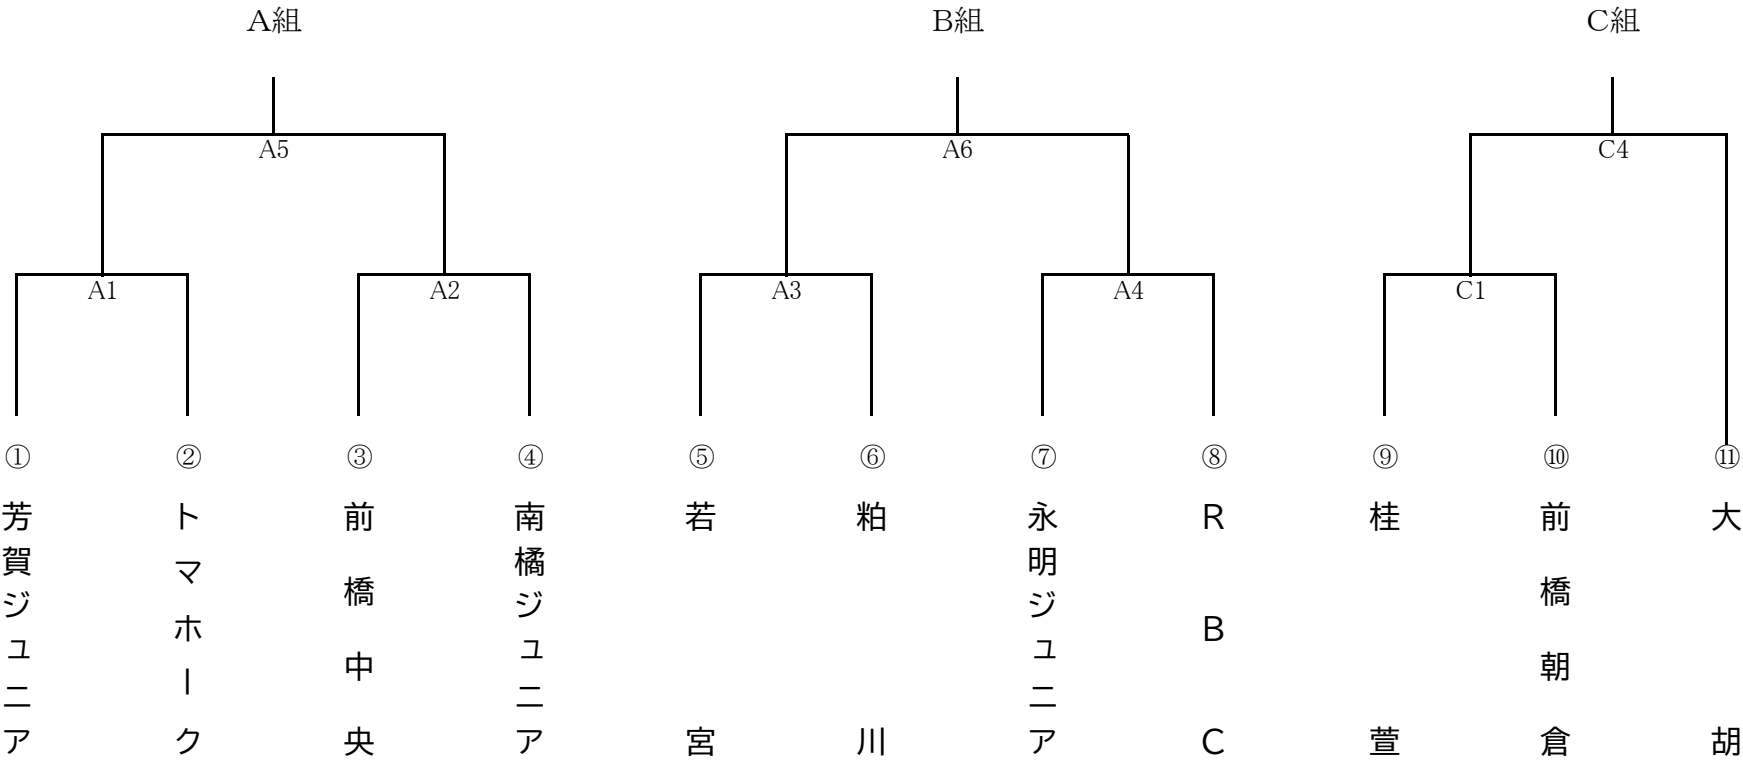 A組 B組 C組
A5 A6 C4
A1 A2 A3 A4 C1
① ② ③ ④ ⑤ ⑥ ⑦ ⑧ ⑨ ⑩ ⑪
芳賀ジュニア
トマホーク
前橋中央
南橘ジュニア
若宮
粕川
永明ジュニア
RBC
桂萱
前橋朝倉
大胡